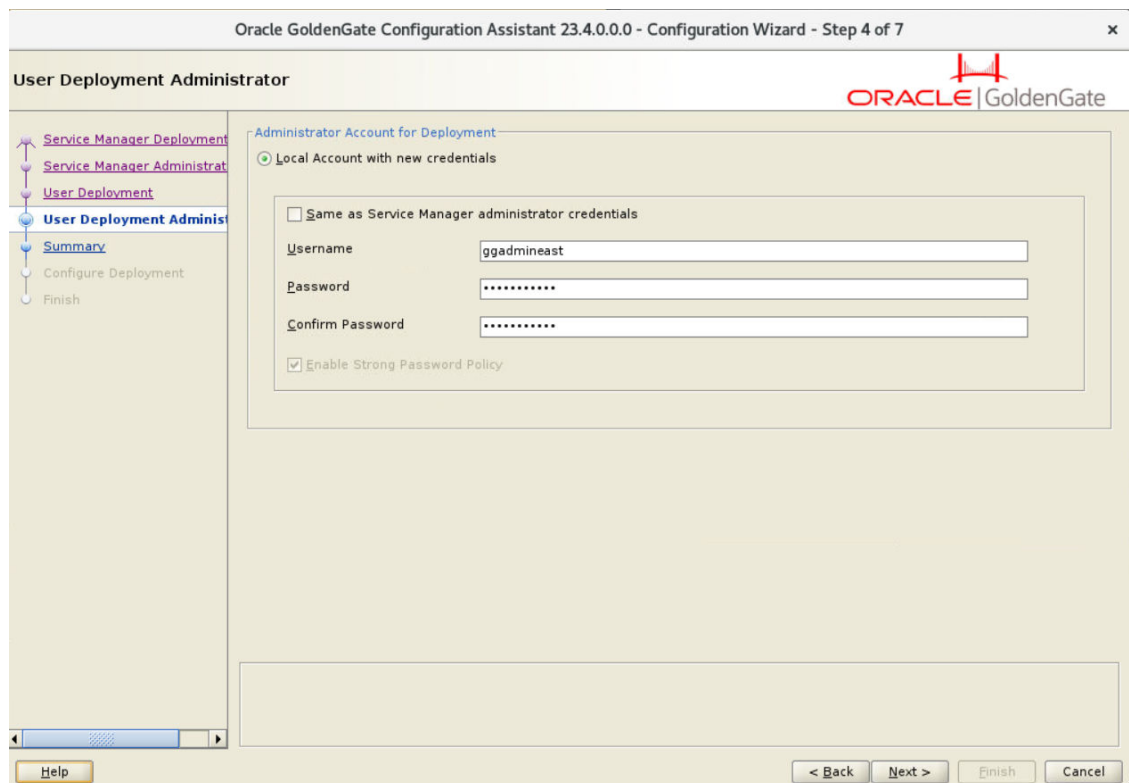 Oracle GoldenGate Configuration Assistant 23.4.0.0.0 - Configuration Wizard - Step 4 of 7
×
User Deployment Administrator
ORACLE | GoldenGate
Service Manager Deployment
Service Manager Administrat
User Deployment
User Deployment Administ
Summary
Configure Deployment
Finish
Administrator Account for Deployment
Local Account with new credentials
Same as Service Manager administrator credentials
Username
ggadmineast
Password
•••••••••••
Confirm Password
•••••••••••
Enable Strong Password Policy
Help
< Back
Next >
Finish
Cancel